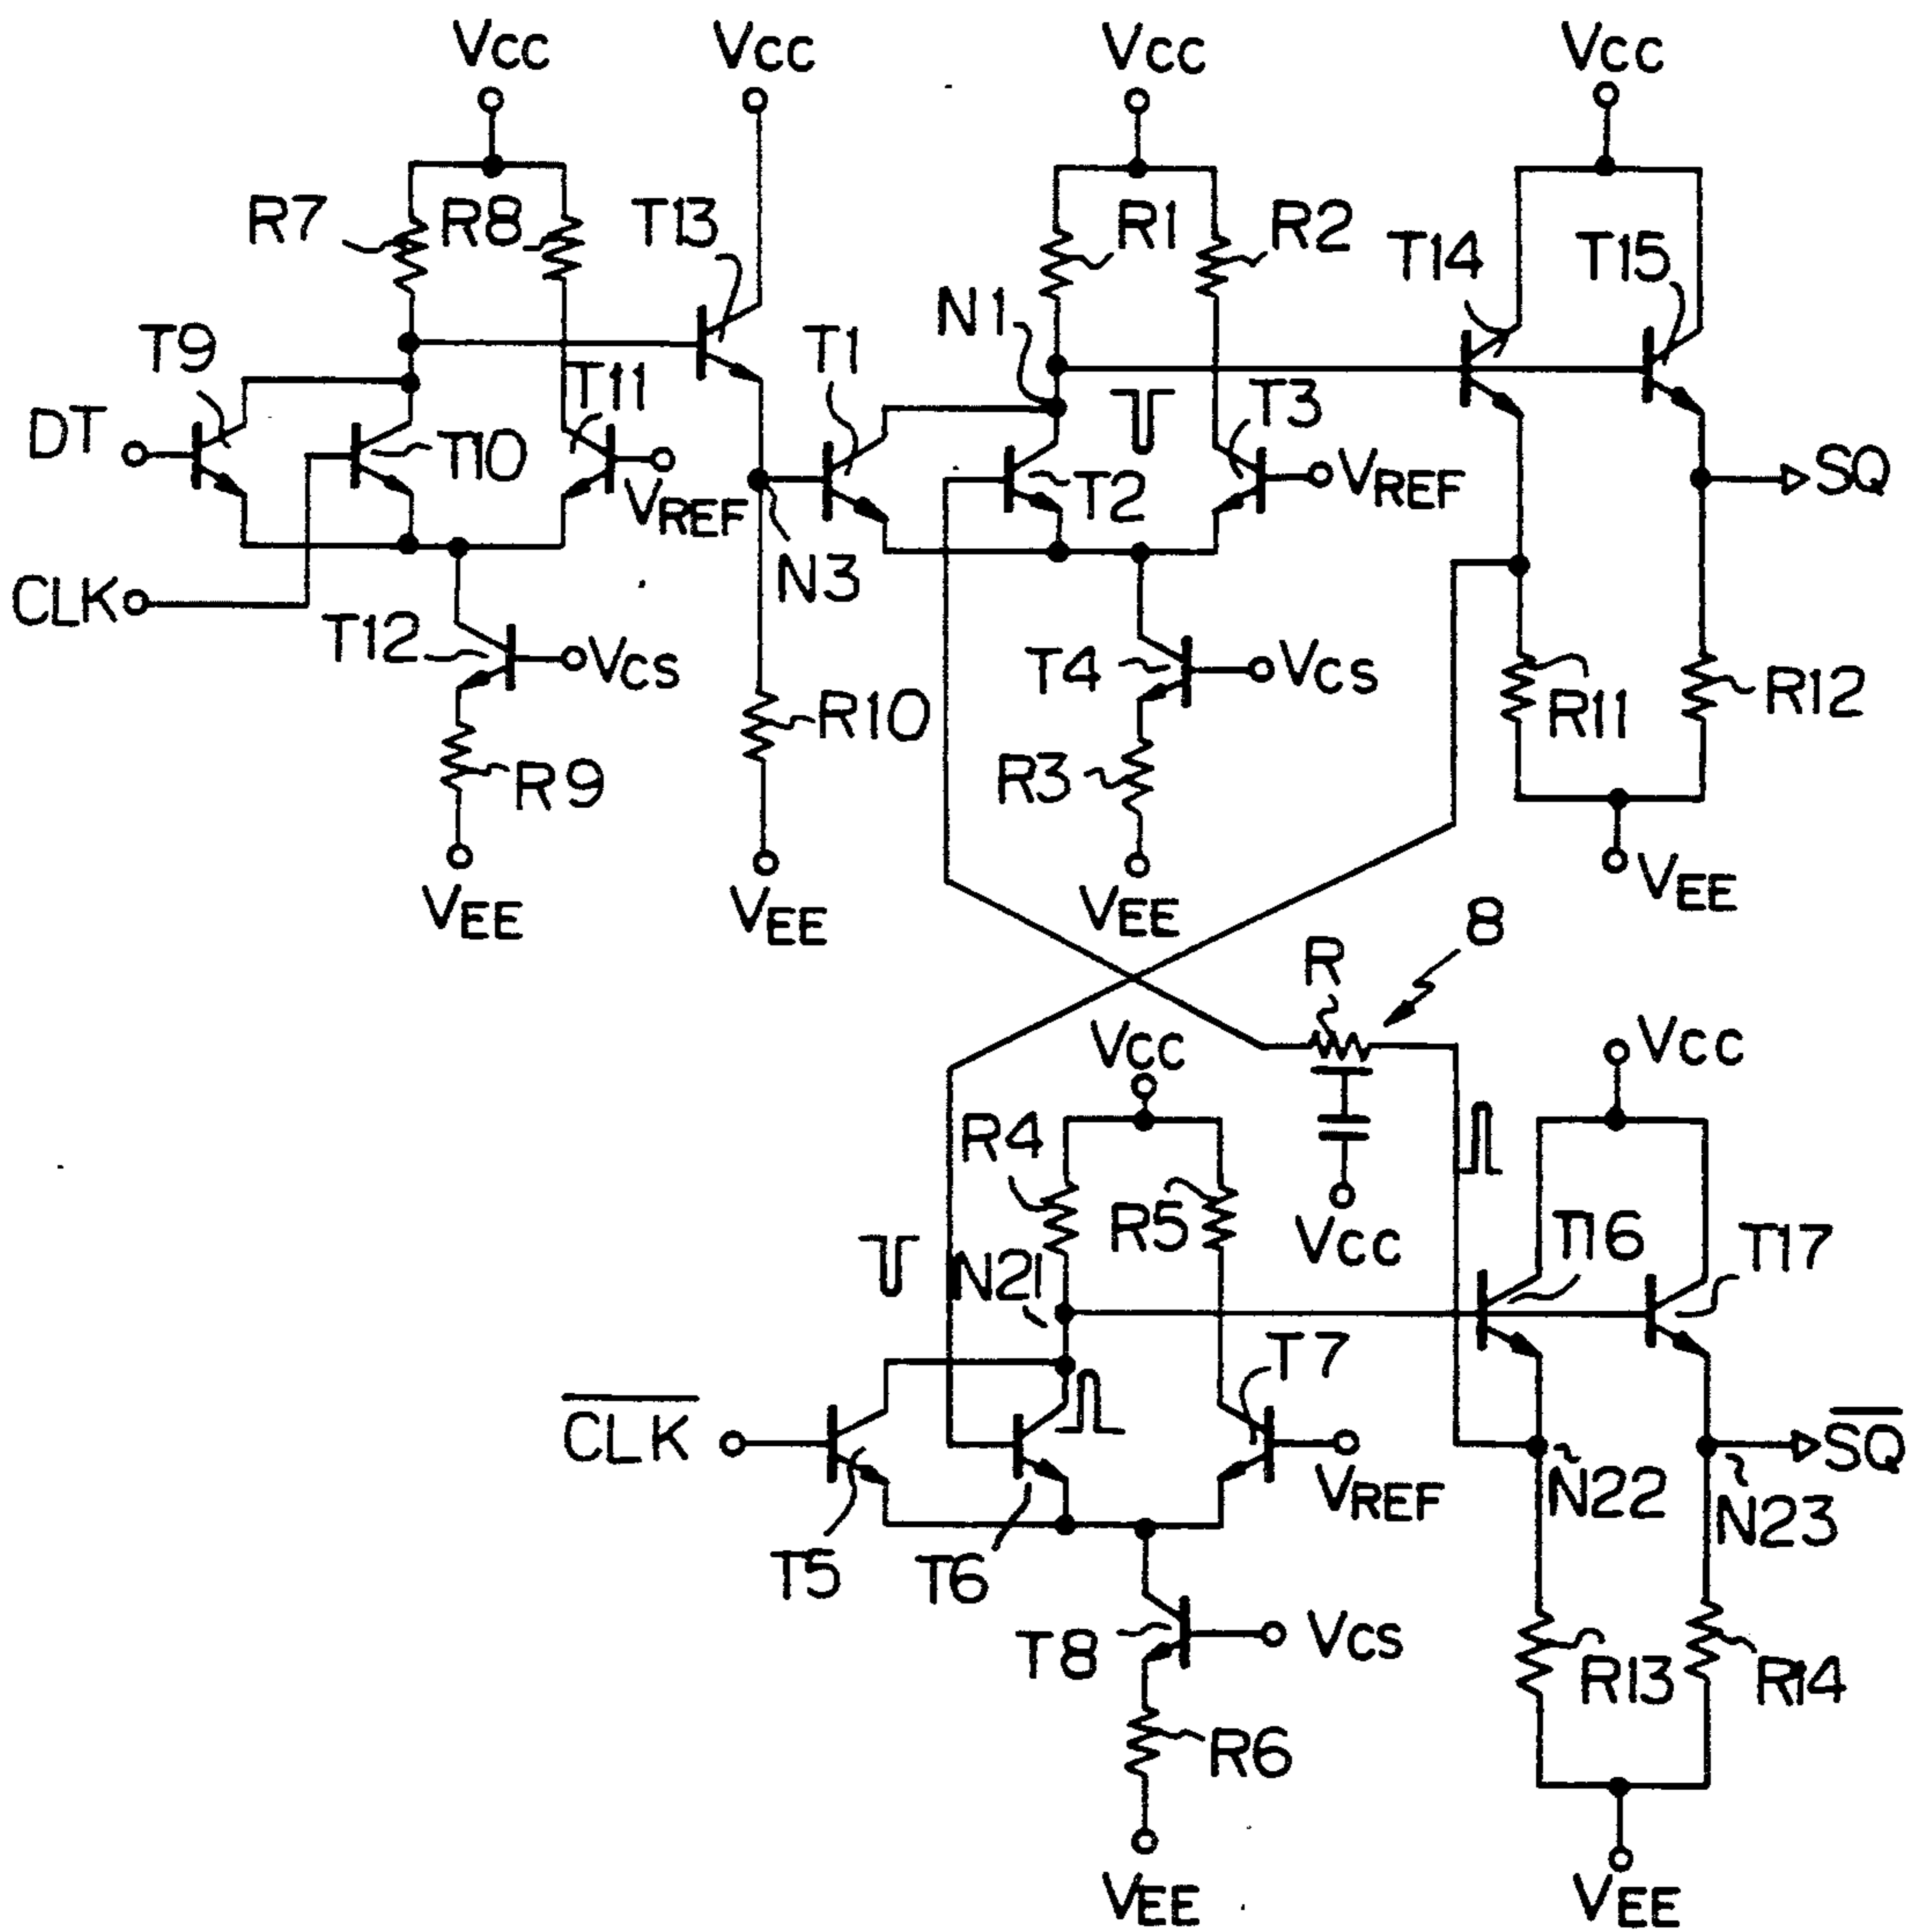 VCC VCC VCC VCC
R7 R8 T13 R1 R2 T14 T15
N1
T9 T11 T1 T3
DT T10 VREF T2 VREF SQ
CLK N3
T12 VCS T4 VCS
R10 R11 R12
R9 R3
VEE VEE VEE VEE
R 8
VCC VCC
R4 R5 VCC
N21 T16 T17
T7
CLK VREF N22 SQ
N23
T5 T6
T8 VCS
R13 R14
R6
VEE VEE